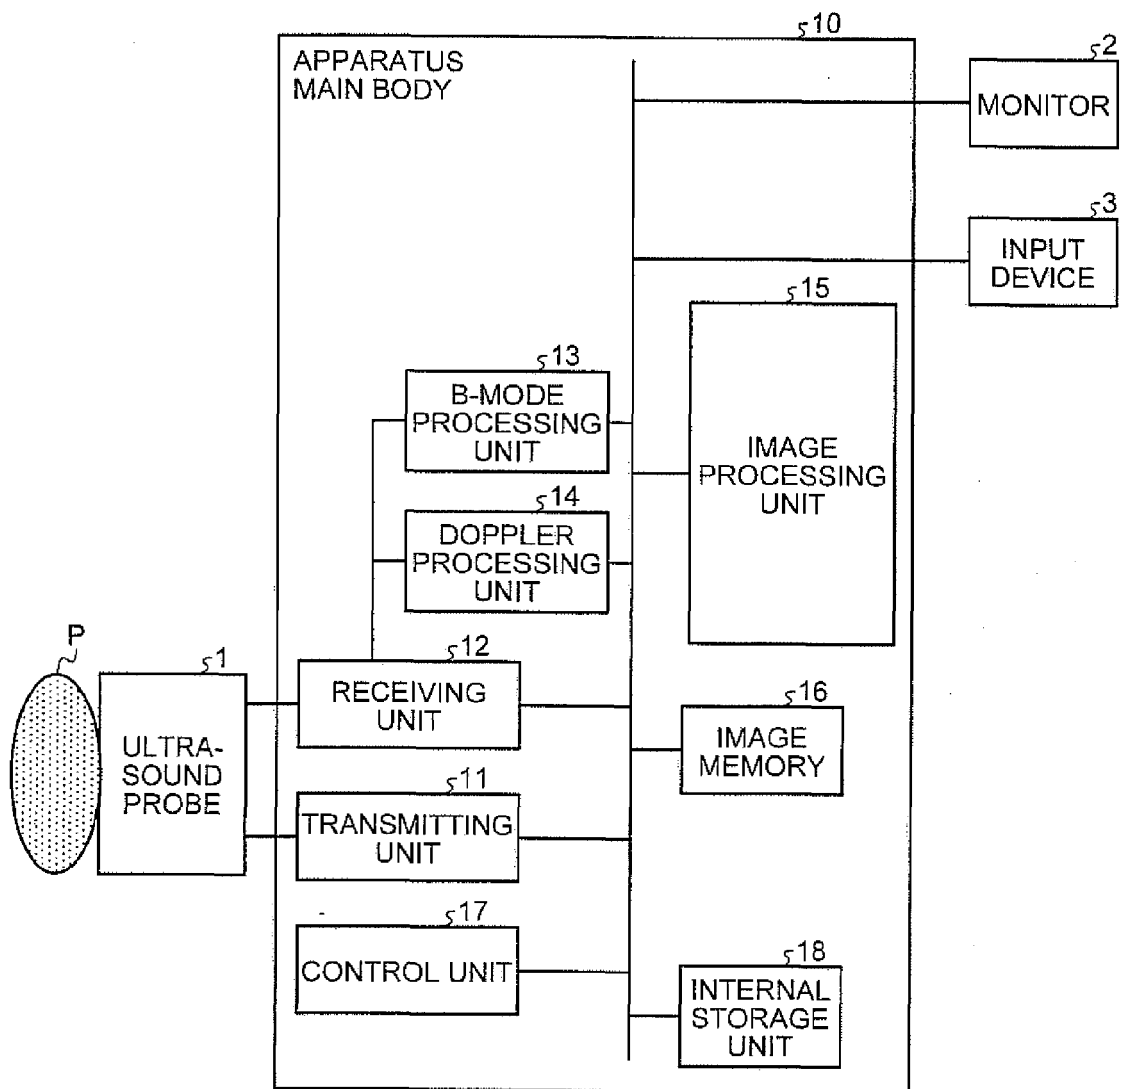 10
APPARATUS
MAIN BODY
2
MONITOR
3
INPUT
DEVICE
15
IMAGE
PROCESSING
UNIT
13
B-MODE
PROCESSING
UNIT
14
DOPPLER
PROCESSING
UNIT
P
1
ULTRA-
SOUND
PROBE
12
RECEIVING
UNIT
16
IMAGE
MEMORY
11
TRANSMITTING
UNIT
17
CONTROL UNIT
18
INTERNAL
STORAGE
UNIT